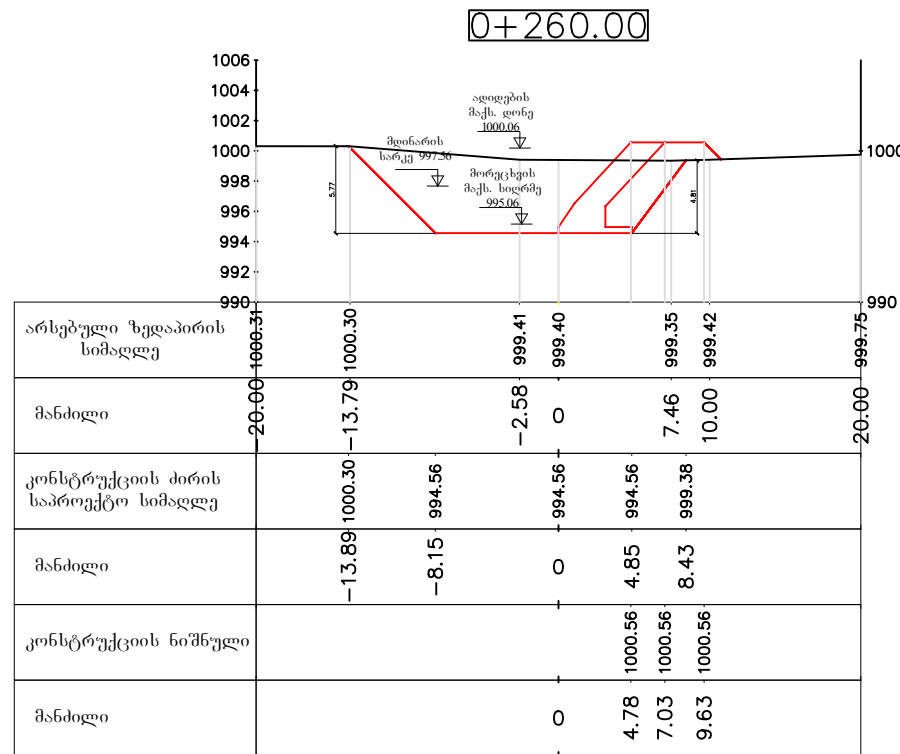 0+260.00
1006
1004
1002
1000
998
996
994
992
990
1000
990
ადიდების
მაქს. დონე
1000.06
მდინარის
სარკე 997.56
მორეცხვის
მაქს. სიღრმე
995.06
5.77
4.81
არსებული ზედაპირის
სიმაღლე
1000.31 1000.30 999.41 999.40 999.35 999.42 999.75
მანძილი
-20.00 -13.79 -2.58 0 7.46 10.00 20.00
კონსტრუქციის ძირის
საპროექტო სიმაღლე
1000.30 994.56 994.56 994.56 999.38
მანძილი
-13.89 -8.15 0 4.85 8.43
კონსტრუქციის ნიშნული
1000.56 1000.56 1000.56
მანძილი
0 4.78 7.03 9.63